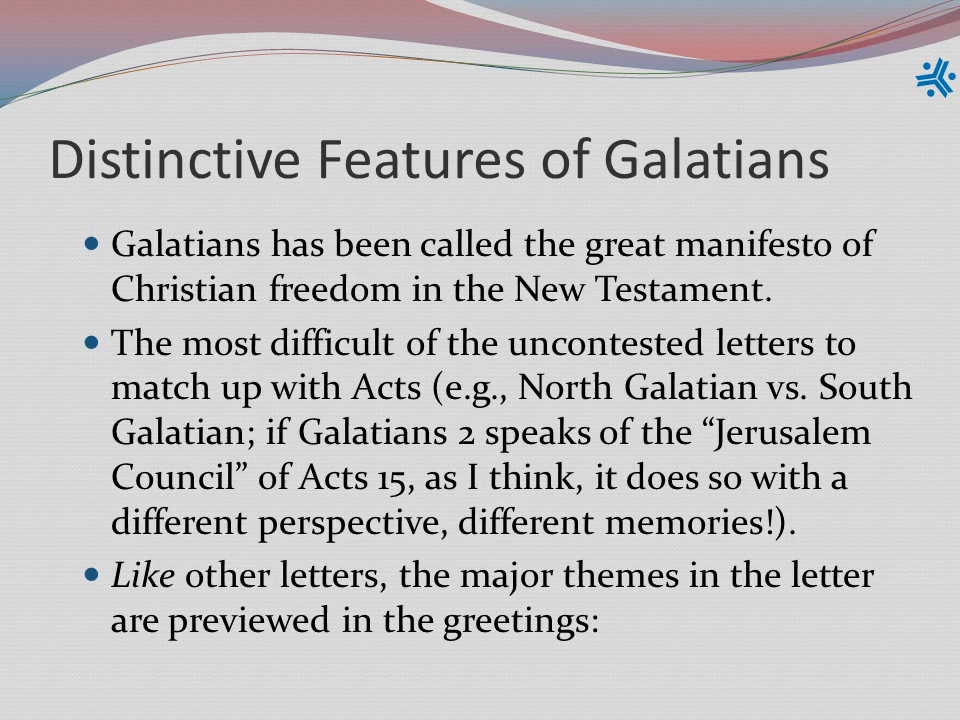 Distinctive Features of Galatians
• Galatians has been called the great manifesto of
Christian freedom in the New Testament.
• The most difficult of the uncontested letters to
match up with Acts (e.g., North Galatian vs. South
Galatian; if Galatians 2 speaks of the “Jerusalem
Council” of Acts 15, as I think, it does so with a
different perspective, different memories!).
• Like other letters, the major themes in the letter
are previewed in the greetings: